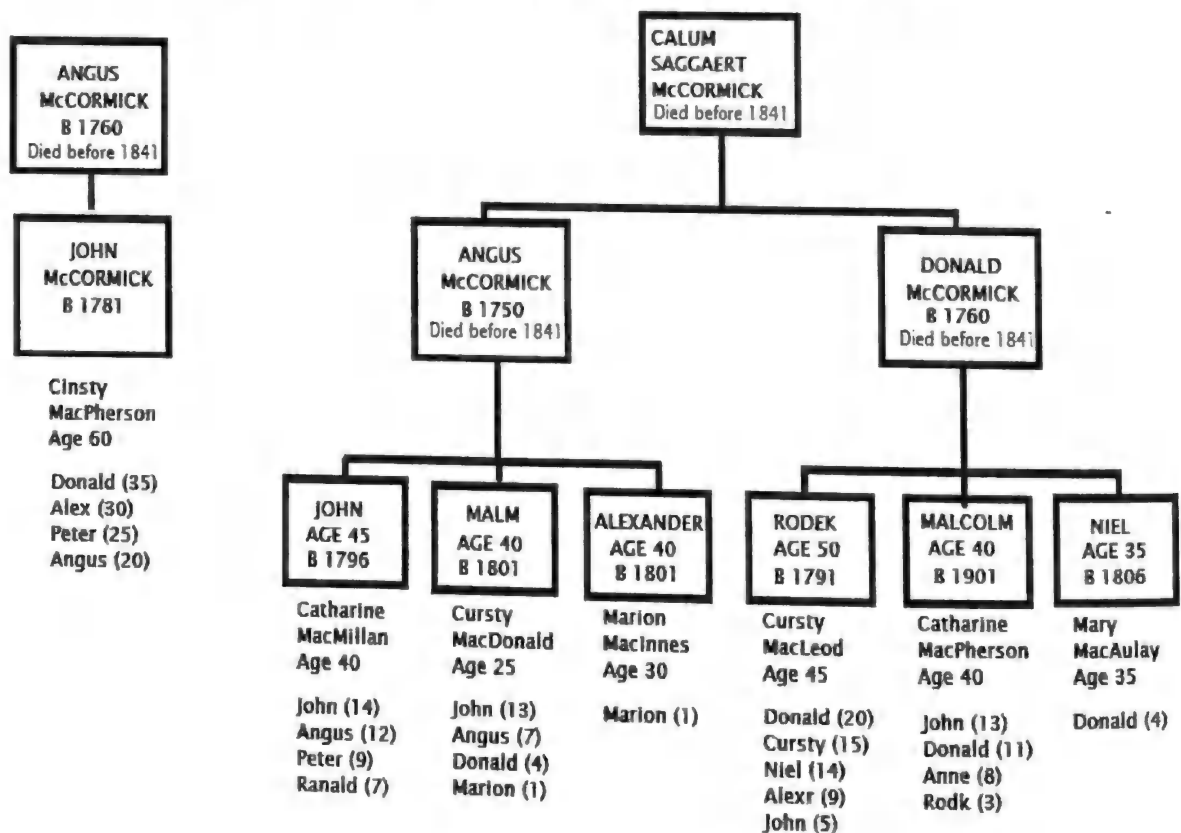 ANGUS
McCORMICK
B 1760
Died before 1841
JOHN
McCORMICK
B 1781
Cinsty
MacPherson
Age 60
Donald (35)
Alex (30)
Peter (25)
Angus (20)
CALUM
SAGGAERT
McCORMICK
Died before 1841
ANGUS
McCORMICK
B 1750
Died before 1841
DONALD
McCORMICK
B 1760
Died before 1841
JOHN
AGE 45
B 1796
Catharine
MacMillan
Age 40
John (14)
Angus (12)
Peter (9)
Ranald (7)
MALM
AGE 40
B 1801
Cursty
MacDonald
Age 25
John (13)
Angus (7)
Donald (4)
Marion (1)
ALEXANDER
AGE 40
B 1801
Marion
MacInnes
Age 30
Marion (1)
RODEK
AGE 50
B 1791
Cursty
MacLeod
Age 45
Donald (20)
Cursty (15)
Niel (14)
Alexr (9)
John (5)
MALCOLM
AGE 40
B 1901
Catharine
MacPherson
Age 40
John (13)
Donald (11)
Anne (8)
Rodk (3)
NIEL
AGE 35
B 1806
Mary
MacAulay
Age 35
Donald (4)